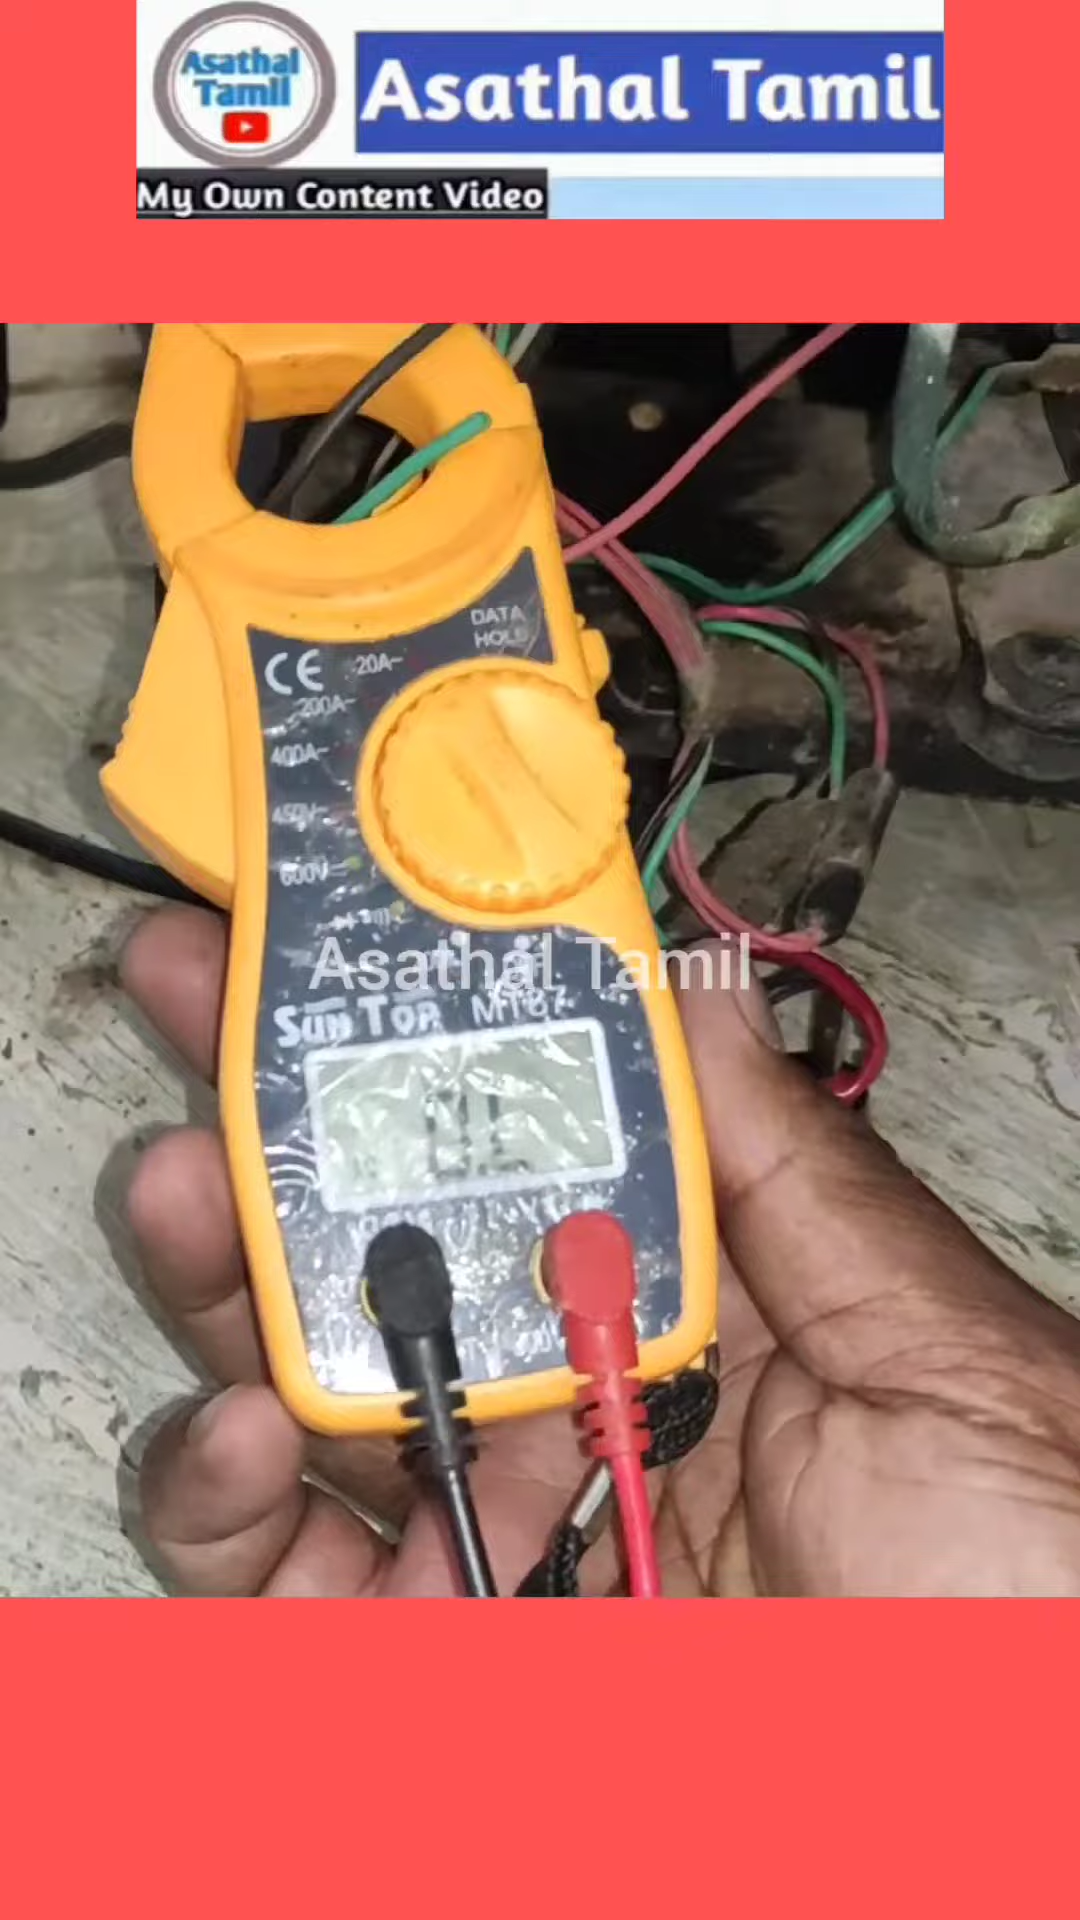 Asathal
Tamil
Asathal Tamil
My Own Content Video
DATA
HOLD
CE
20A~
200A~
400A~
450V~
600V
Asathal Tamil
SUN TOP MT87